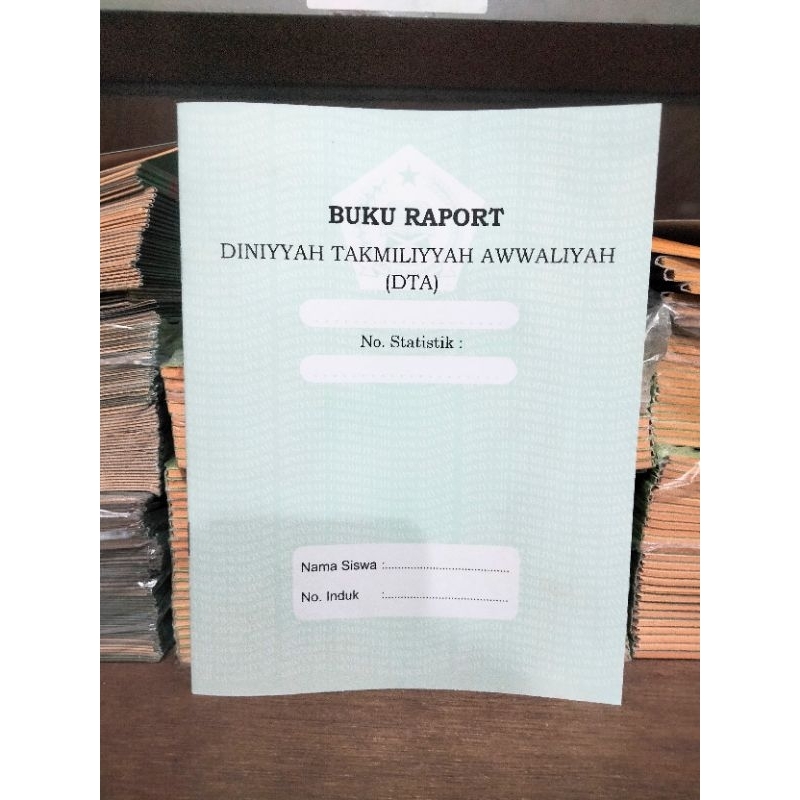 BUKU RAPORT
DINIYYAH TAKMILIYYAH AWWALIYAH
(DTA)
No. Statistik :
Nama Siswa :
No. Induk :